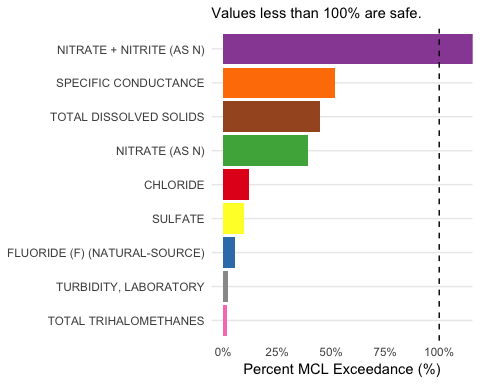 Values less than 100% are safe.
NITRATE + NITRITE (AS N)
SPECIFIC CONDUCTANCE
TOTAL DISSOLVED SOLIDS
NITRATE (AS N)
CHLORIDE
SULFATE
FLUORIDE (F) (NATURAL-SOURCE)
TURBIDITY, LABORATORY
TOTAL TRIHALOMETHANES
0% 25% 50% 75% 100%
Percent MCL Exceedance (%)